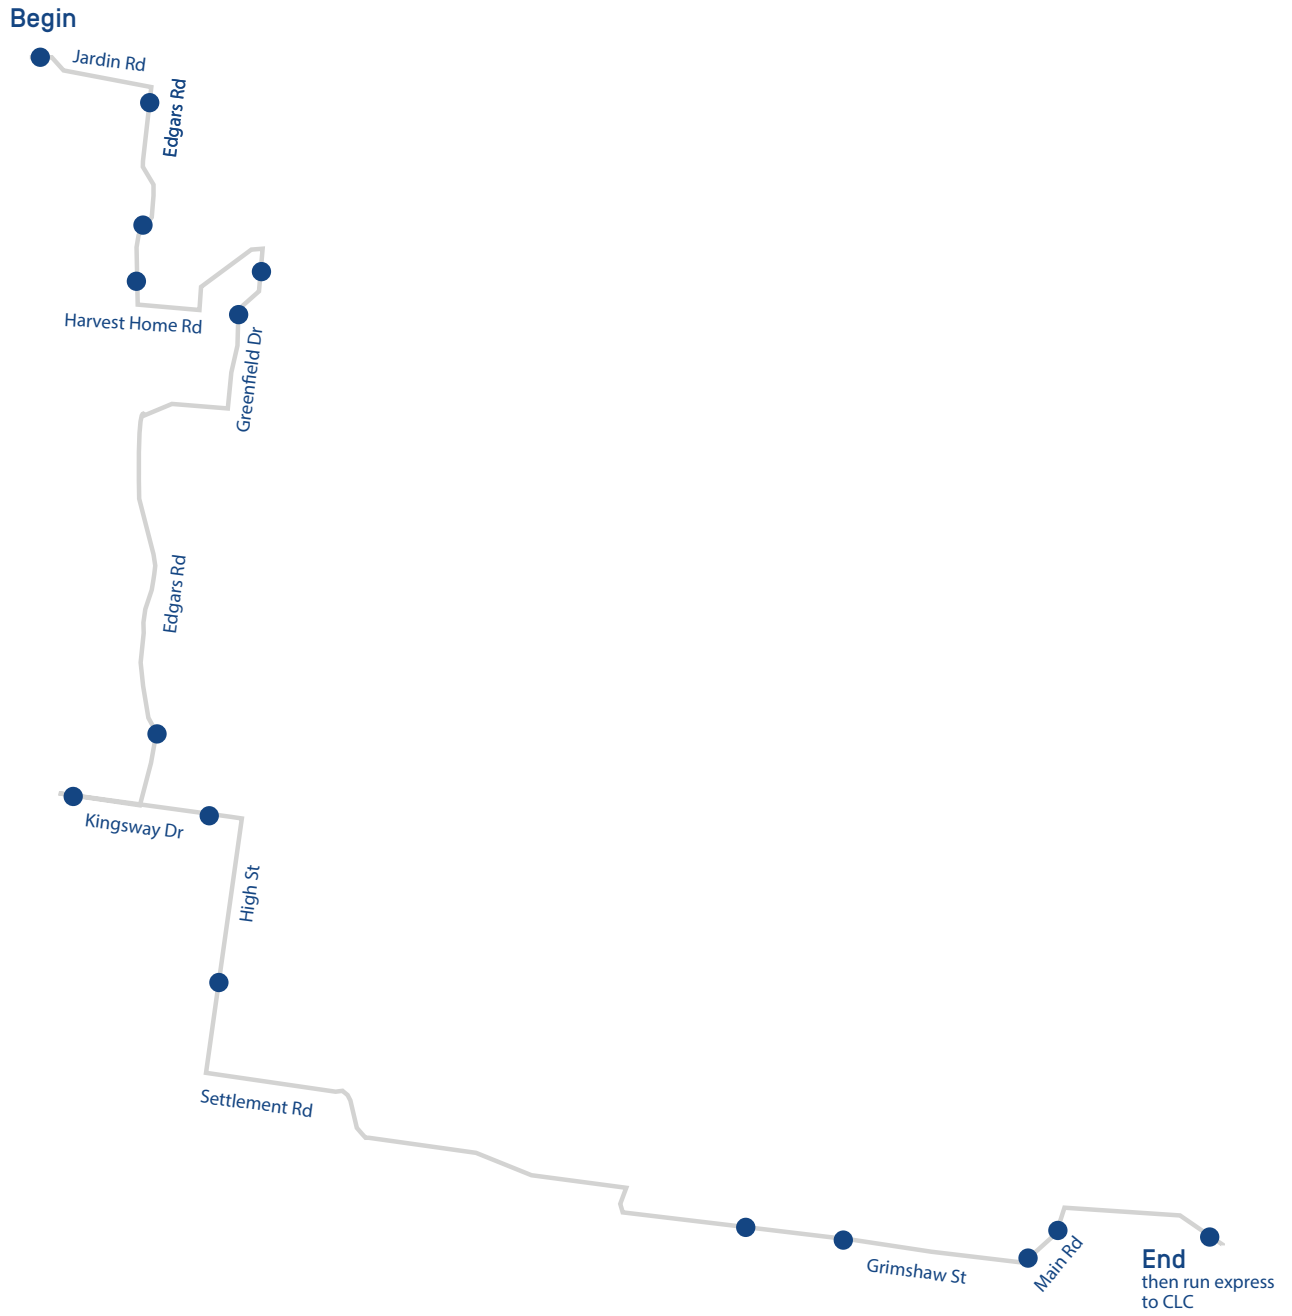 Begin
Jardin Rd
Edgars Rd
Harvest Home Rd
Greenfield Dr
Edgars Rd
Kingsway Dr
High St
Settlement Rd
Grimshaw St
Main Rd
End
then run express
to CLC